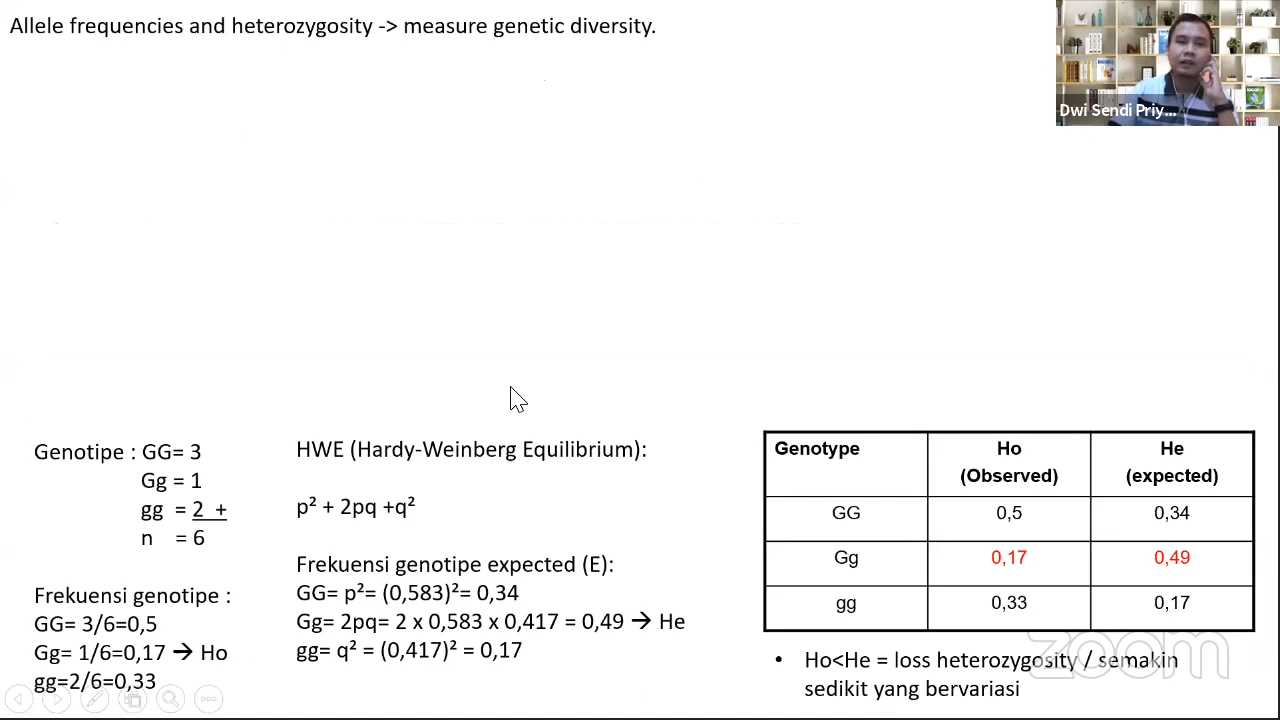 Allele frequencies and heterozygosity -> measure genetic diversity.
Dwi Sendi Priy...
Genotipe : GG= 3
Gg = 1
gg = 2 +
n = 6
Frekuensi genotipe :
GG= 3/6=0,5
Gg= 1/6=0,17 → Ho
gg=2/6=0,33
HWE (Hardy-Weinberg Equilibrium):
p² + 2pq +q²
Frekuensi genotipe expected (E):
GG= p²= (0,583)²= 0,34
Gg= 2pq= 2 x 0,583 x 0,417 = 0,49 → He
gg= q² = (0,417)² = 0,17
Genotype Ho He
(Observed) (expected)
GG 0,5 0,34
Gg 0,17 0,49
gg 0,33 0,17
• Ho<He = loss heterozygosity / semakin
sedikit yang bervariasi
zoom